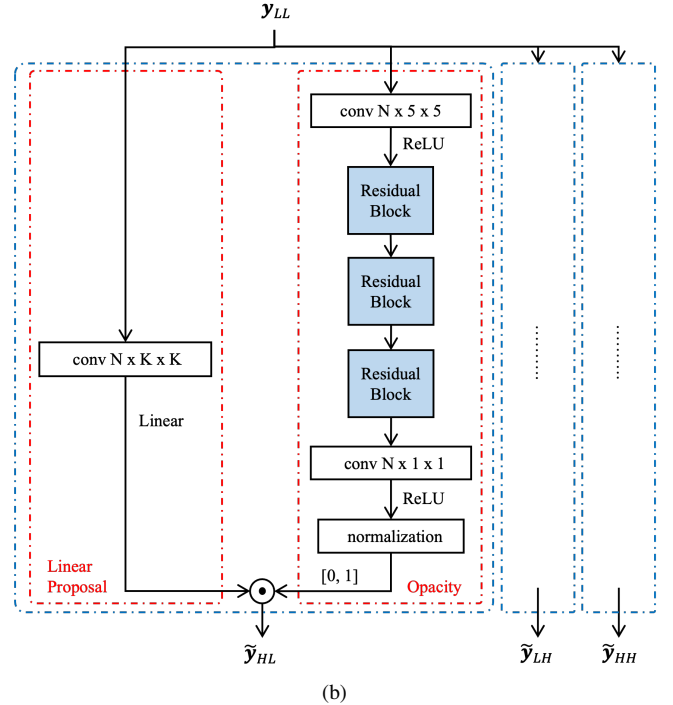 𝒚_LL
conv N x 5 x 5
ReLU
Residual
Block
Residual
Block
Residual
Block
conv N x K x K
Linear
conv N x 1 x 1
ReLU
normalization
Linear
Proposal
[0, 1]
Opacity
ỹ_HL
ỹ_LH
ỹ_HH
(b)